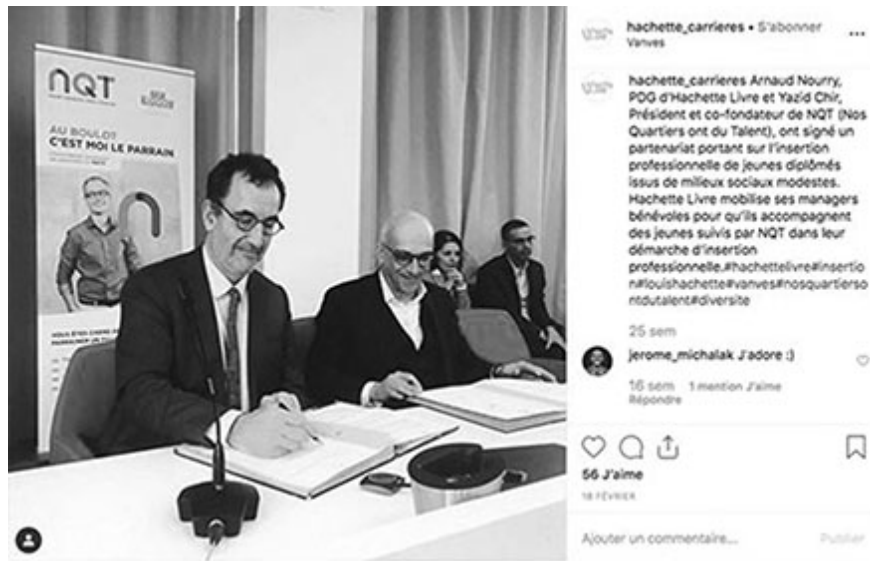 nQT
AU BOULOT
C'EST MOI LE PARRAIN
hachette_carrieres • S'abonner
Vanves
hachette_carrieres Arnaud Nourry,
PDG d'Hachette Livre et Yazid Chir,
Président et co-fondateur de NQT (Nos
Quartiers ont du Talent), ont signé un
partenariat portant sur l'insertion
professionnelle de jeunes diplômés
issus de milieux sociaux modestes.
Hachette Livre mobilise ses managers
bénévoles pour qu'ils accompagnent
des jeunes suivis par NQT dans leur
démarche d'insertion
professionnelle.#hachettelivre#insertio
n#louishachette#vanves#nosquartierso
ntdutalent#diversite
25 sem
jerome_michalak J'adore :)
16 sem 1 mention J'aime
Répondre
56 J'aime
18 FÉVRIER
Ajouter un commentaire... Publier